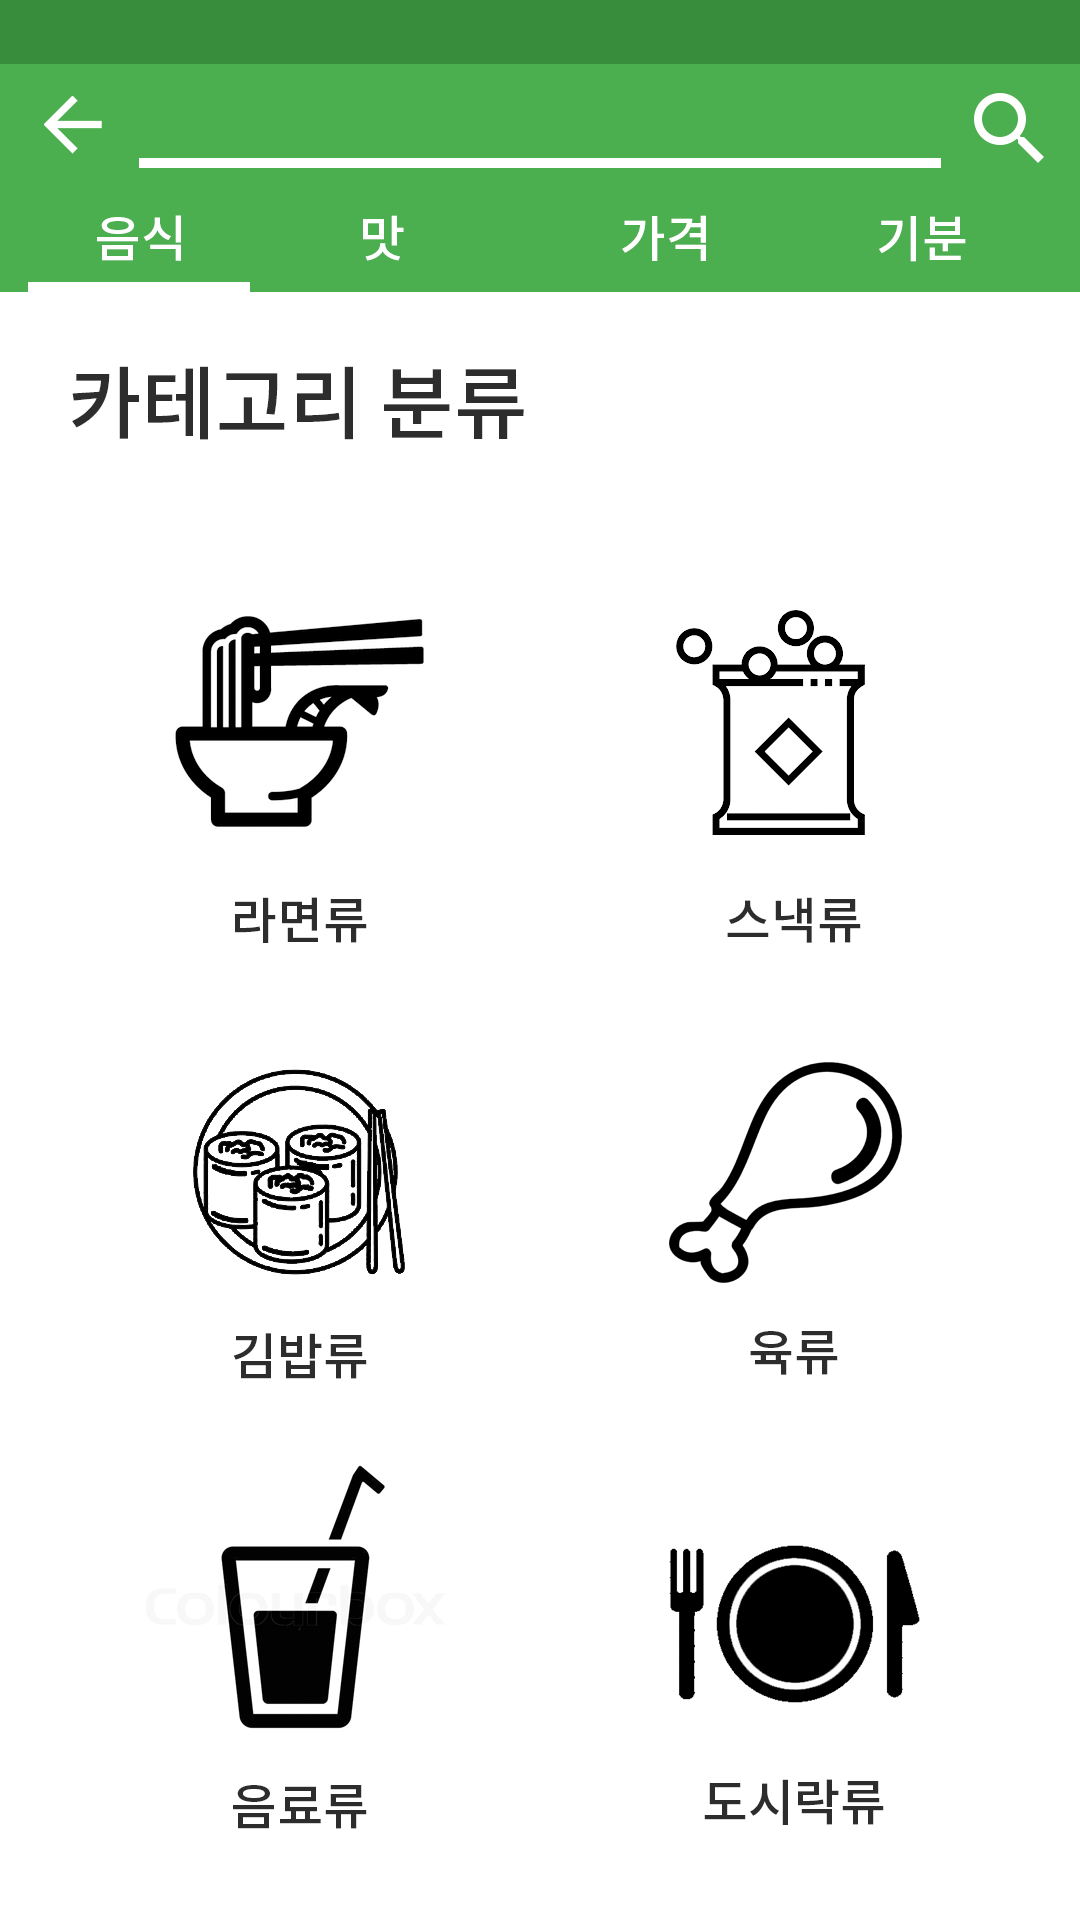 음식 맛 가격 기분
카테고리 분류
라면류 스낵류
김밥류 육류
colourbox
음료류 도시락류